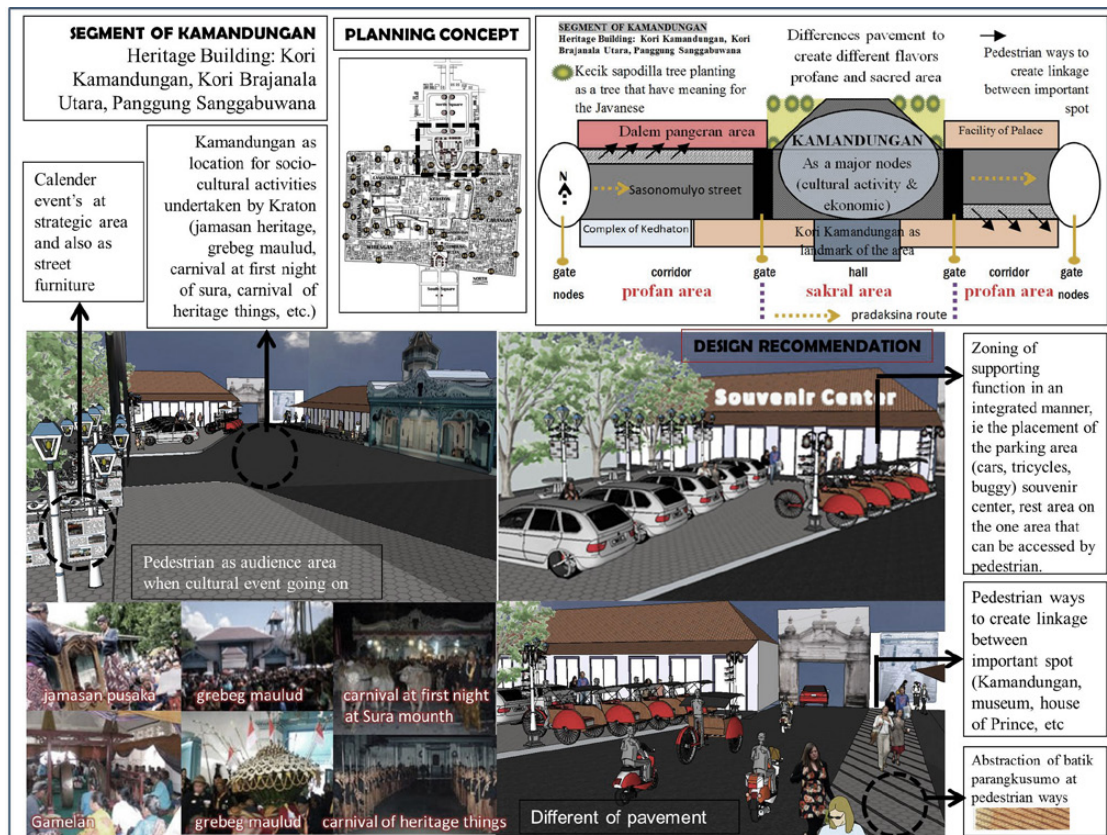 SEGMENT OF KAMANDUNGAN
Heritage Building: Kori
Kamandungan, Kori Brajanala
Utara, Panggung Sanggabuwana
Calender
event's at
strategic area
and also as
street
furniture
Kamandungan as
location for socio-
cultural activities
undertaken by Kraton
(jamasan heritage,
grebeg maulud,
carnival at first night
of sura, carnival of
heritage things, etc.)
PLANNING CONCEPT
North Square
KERATON
South Square
SEGMENT OF KAMANDUNGAN
Heritage Building: Kori Kamandungan, Kori
Brajanala Utara, Panggung Sanggabuwana
Kecik sapodilla tree planting
as a tree that have meaning for
the Javanese
Differences pavement to
create different flavors
profane and sacred area
Pedestrian ways to
create linkage
between important
spot
Dalem pangeran area
KAMANDUNGAN
As a major nodes
(cultural activity &
ekonomic)
Facility of Palace
N
Sasonomulyo street
Complex of Kedhaton
Kori Kamandungan as
landmark of the area
gate
nodes
corridor
gate
hall
gate
corridor
gate
nodes
profan area
sakral area
profan area
pradaksina route
DESIGN RECOMMENDATION
Souvenir Center
Pedestrian as audience area
when cultural event going on
Zoning of
supporting
function in an
integrated manner,
ie the placement of
the parking area
(cars, tricycles,
buggy) souvenir
center, rest area on
the one area that
can be accessed by
pedestrian.
jamasan pusaka
grebeg maulud
carnival at first night
at Sura mounth
Gamelan
grebeg maulud
carnival of heritage things
Different of pavement
Pedestrian ways
to create linkage
between
important spot
(Kamandungan,
museum, house
of Prince, etc
Abstraction of batik
parangkusumo at
pedestrian ways